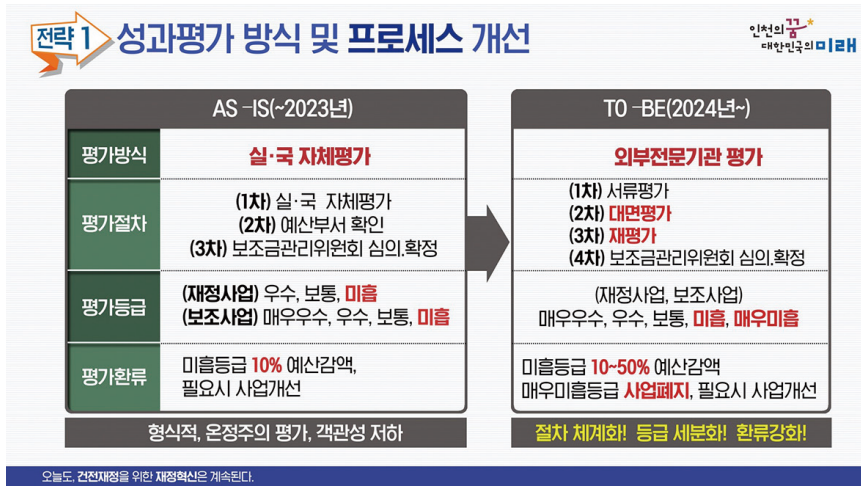 전략 1 성과평가 방식 및 프로세스 개선
인천의 꿈
대한민국의 미래
AS –IS(~2023년)
TO –BE(2024년~)
평가방식
실·국 자체평가
외부전문기관 평가
평가절차
(1차) 실·국 자체평가
(2차) 예산부서 확인
(3차) 보조금관리위원회 심의.확정
(1차) 서류평가
(2차) 대면평가
(3차) 재평가
(4차) 보조금관리위원회 심의.확정
평가등급
(재정사업) 우수, 보통, 미흡
(보조사업) 매우우수, 우수, 보통, 미흡
(재정사업, 보조사업)
매우우수, 우수, 보통, 미흡, 매우미흡
평가환류
미흡등급 10% 예산감액,
필요시 사업개선
미흡등급 10~50% 예산감액
매우미흡등급 사업폐지, 필요시 사업개선
형식적, 온정주의 평가, 객관성 저하
절차 체계화! 등급 세분화! 환류강화!
오늘도, 건전재정을 위한 재정혁신은 계속된다.